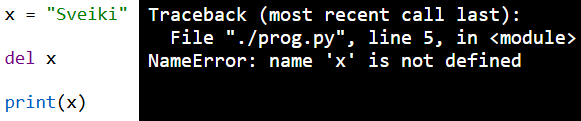 x = "Sveiki"
del x
print(x)
Traceback (most recent call last):
  File "./prog.py", line 5, in <module>
NameError: name 'x' is not defined